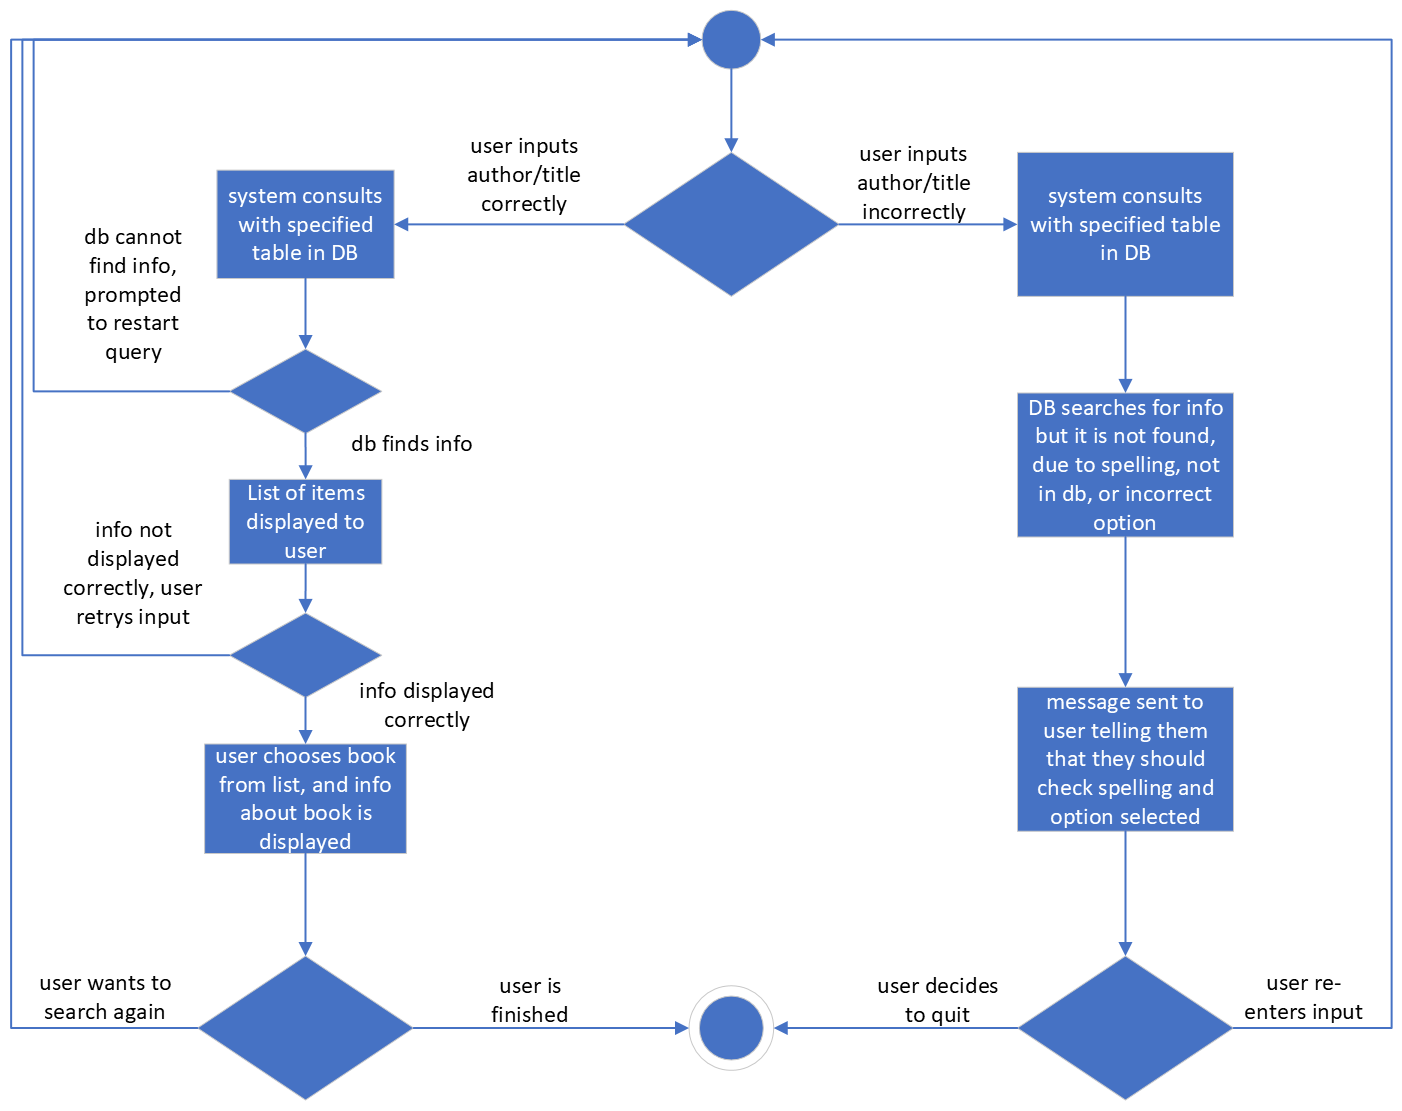 user inputs
author/title
correctly
user inputs
author/title
incorrectly
system consults
with specified
table in DB
system consults
with specified table
in DB
db cannot
find info,
prompted
to restart
query
db finds info
DB searches for info
but it is not found,
due to spelling, not
in db, or incorrect
option
List of items
displayed to
user
info not
displayed
correctly, user
retrys input
info displayed
correctly
message sent to
user telling them
that they should
check spelling and
option selected
user chooses book
from list, and info
about book is
displayed
user wants to
search again
user is
finished
user decides
to quit
user re-
enters input